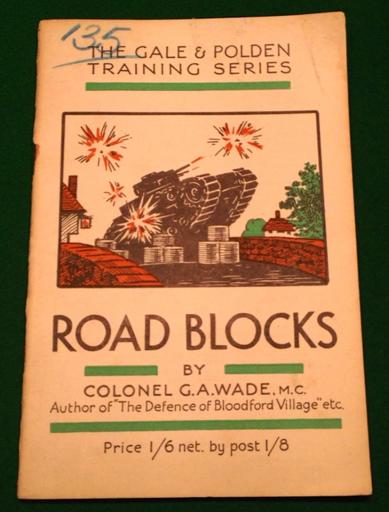 135
THE GALE & POLDEN
TRAINING SERIES
ROAD BLOCKS
BY
COLONEL G.A. WADE, M.C.
Author of "The Defence of Bloodford Village" etc.
Price 1/6 net. by post 1/8